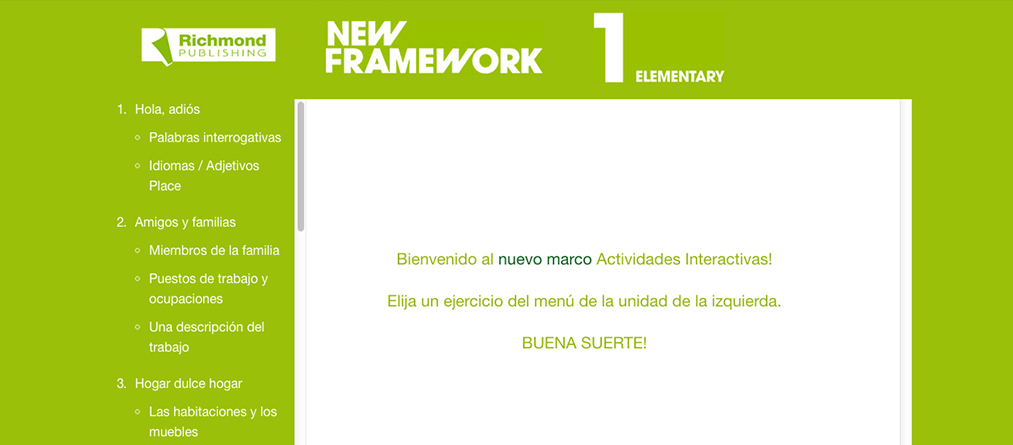 Richmond
PUBLISHING
NEW
FRAMEWORK
1
ELEMENTARY
1. Hola, adiós
Palabras interrogativas
Idiomas / Adjetivos
Place
2. Amigos y familias
Miembros de la familia
Puestos de trabajo y
ocupaciones
Una descripción del
trabajo
3. Hogar dulce hogar
Las habitaciones y los
muebles
Bienvenido al nuevo marco Actividades Interactivas!
Elija un ejercicio del menú de la unidad de la izquierda.
BUENA SUERTE!